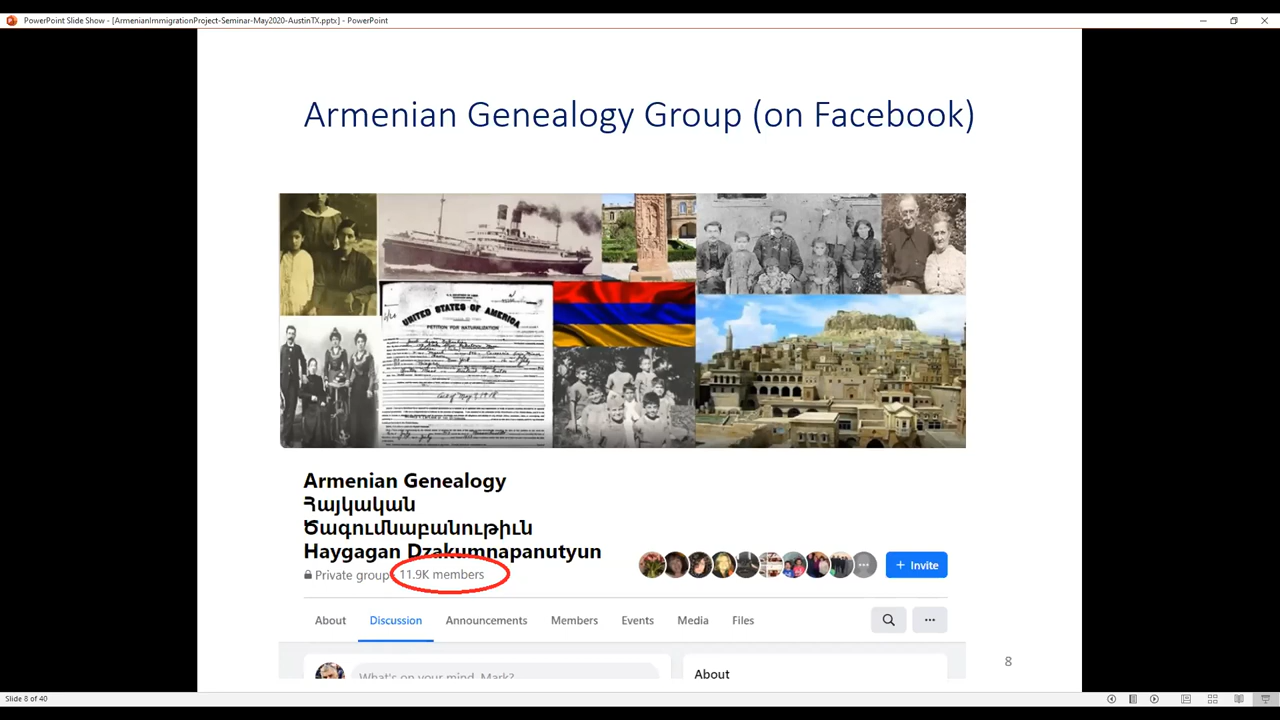 PowerPoint Slide Show - [ArmenianImmigrationProject-Seminar-May2020-AustinTX.pptx] - PowerPoint
Armenian Genealogy Group (on Facebook)
UNITED STATES OF AMERICA
PETITION FOR NATURALIZATION
Armenian Genealogy
Հայկական
Ծագումնաբանութիւն
Haygagan Dzakumnapanutyun
Private group 11.9K members
+ Invite
About Discussion Announcements Members Events Media Files
What's on your mind, Mark?
About
8
Slide 8 of 40